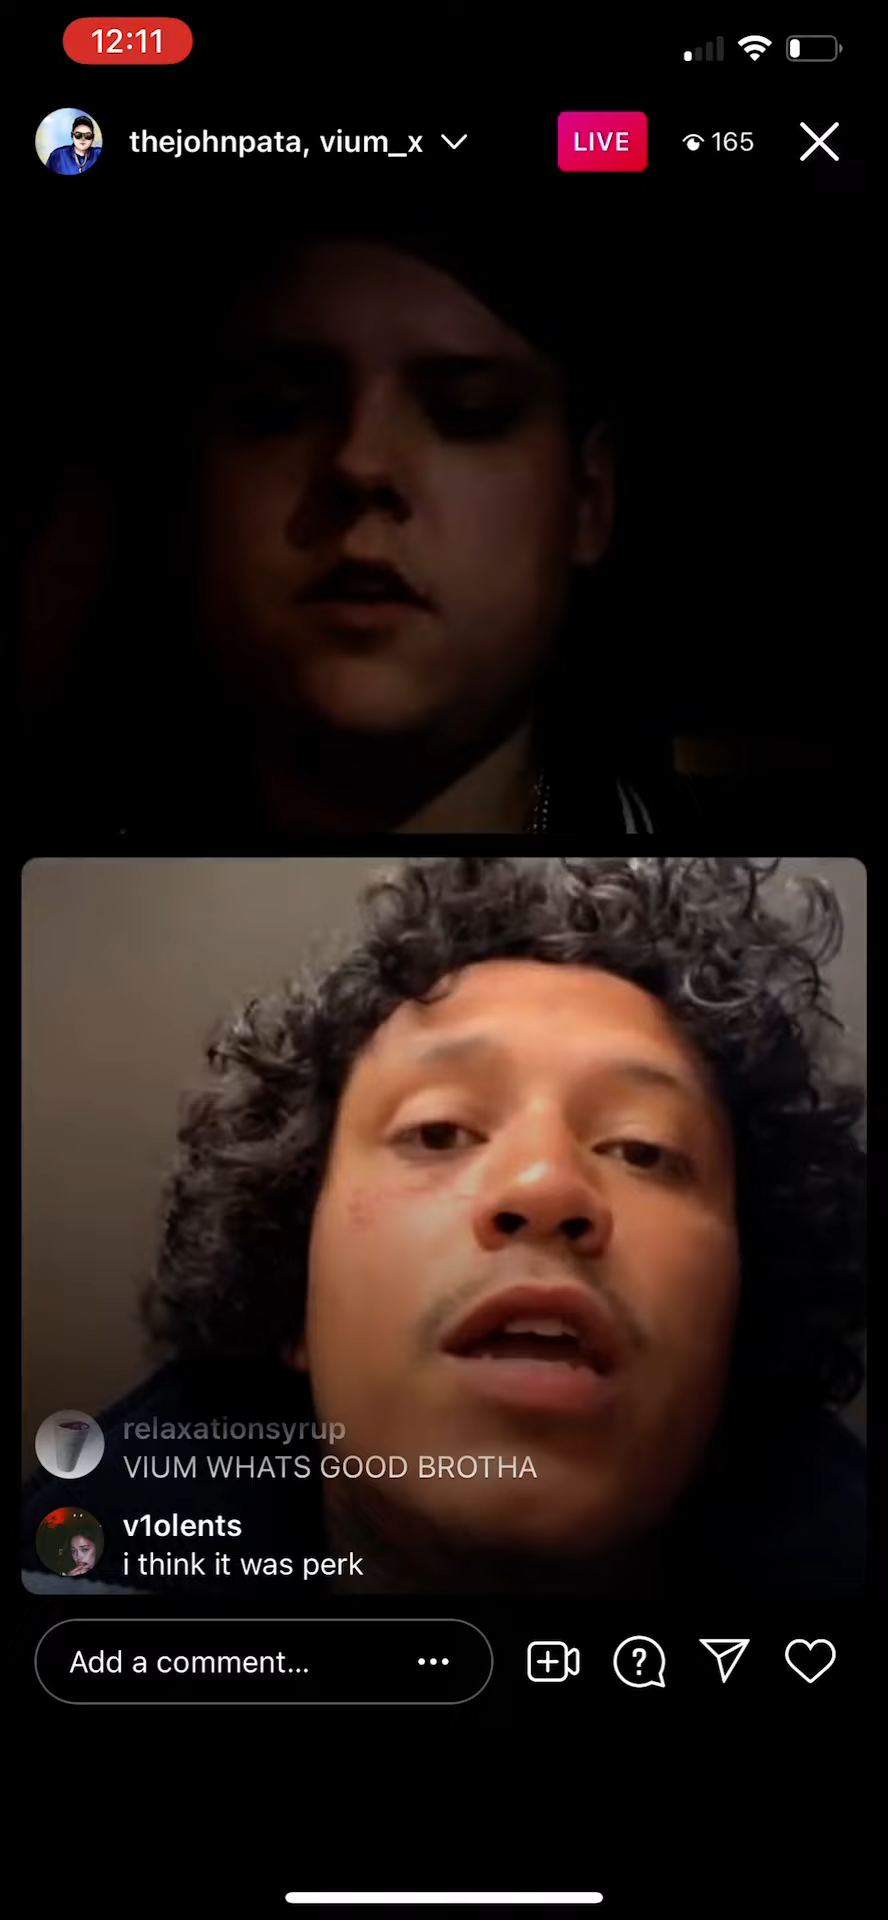 12:11
thejohnpata, vium_x
LIVE
165
relaxationsyrup
VIUM WHATS GOOD BROTHA
v1olents
i think it was perk
Add a comment...